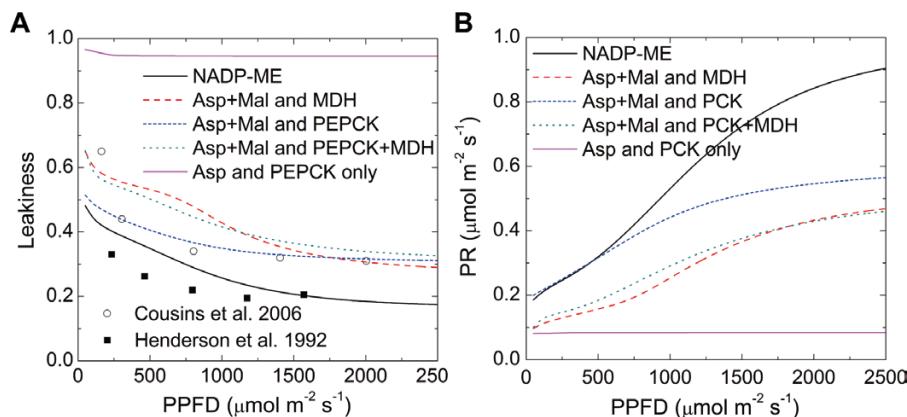 A
1.0
0.8
0.6
0.4
0.2
0.0
Leakiness
NADP-ME
Asp+Mal and MDH
Asp+Mal and PEPCK
Asp+Mal and PEPCK+MDH
Asp and PEPCK only
Cousins et al. 2006
Henderson et al. 1992
0 500 1000 1500 2000 2500
PPFD (μmol m⁻² s⁻¹)
B
1.0
0.8
0.6
0.4
0.2
0.0
PR (μmol m⁻² s⁻¹)
NADP-ME
Asp+Mal and MDH
Asp+Mal and PCK
Asp+Mal and PCK+MDH
Asp and PCK only
0 500 1000 1500 2000 2500
PPFD (μmol m⁻² s⁻¹)